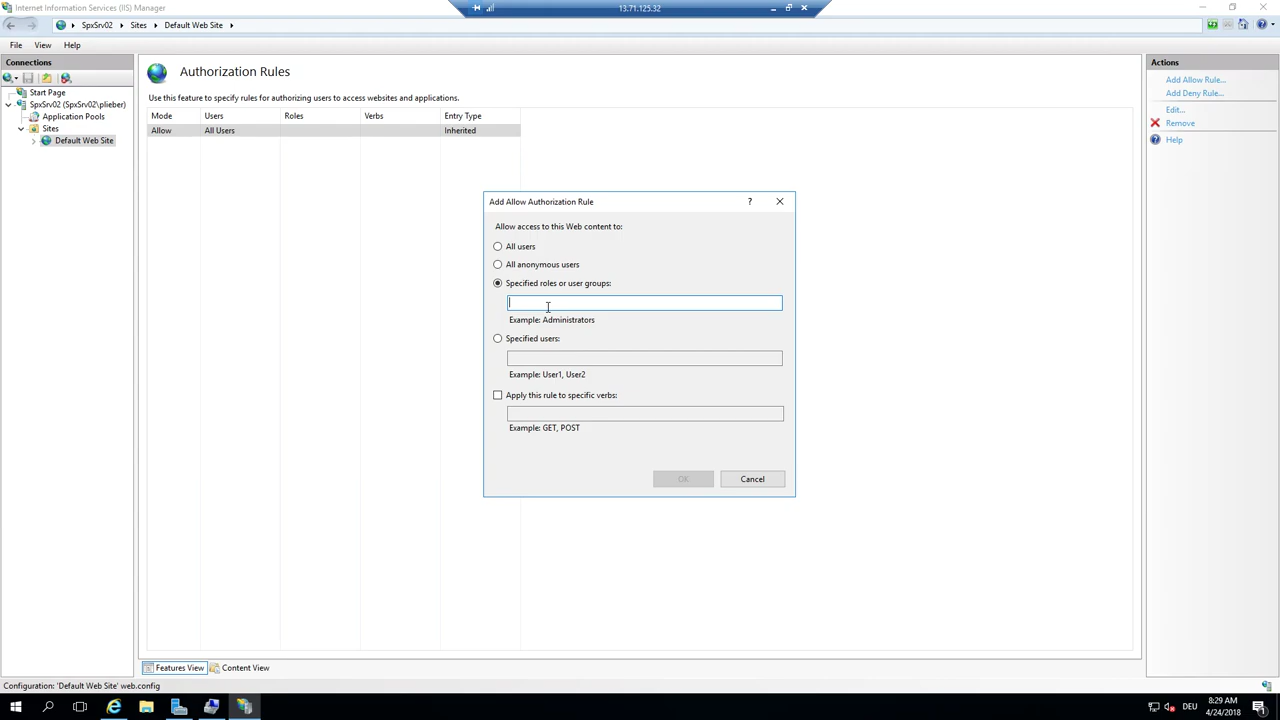 Internet Information Services (IIS) Manager
13.71.125.32
SpxSrv02 Sites Default Web Site
File View Help
Connections
Start Page
SpxSrv02 (SpxSrv02\plieber)
Application Pools
Sites
Default Web Site
Authorization Rules
Use this feature to specify rules for authorizing users to access websites and applications.
Mode Users Roles Verbs Entry Type
Allow All Users Inherited
Add Allow Authorization Rule
Allow access to this Web content to:
All users
All anonymous users
Specified roles or user groups:
Example: Administrators
Specified users:
Example: User1, User2
Apply this rule to specific verbs:
Example: GET, POST
OK Cancel
Actions
Add Allow Rule...
Add Deny Rule...
Edit...
Remove
Help
Features View Content View
Configuration: 'Default Web Site' web.config
DEU
8:29 AM
4/24/2018